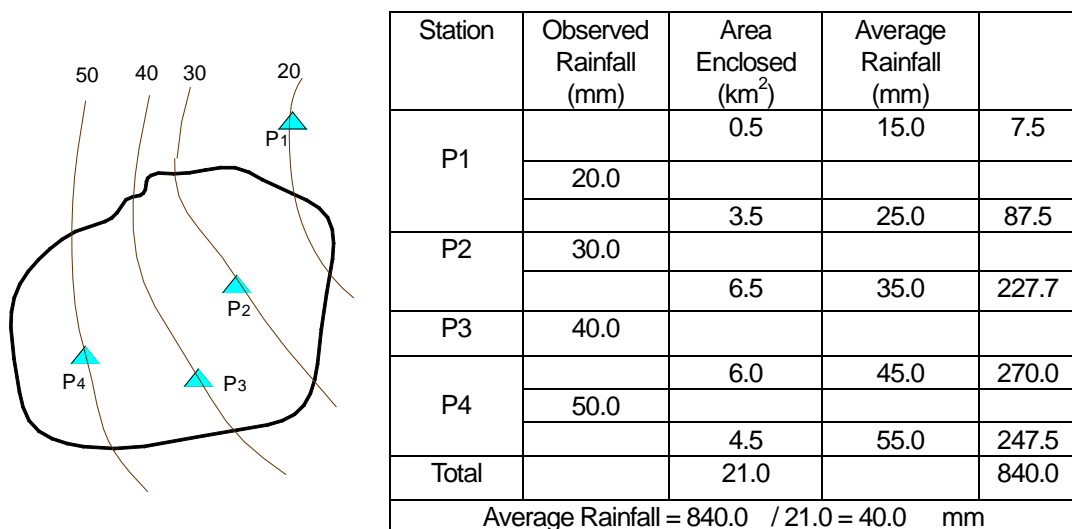 50 40 30 20
P1
P2
P4 P3
Station Observed Rainfall (mm) Area Enclosed (km²) Average Rainfall (mm)
P1 0.5 15.0 7.5
20.0
3.5 25.0 87.5
P2 30.0
6.5 35.0 227.7
P3 40.0
P4 6.0 45.0 270.0
50.0
4.5 55.0 247.5
Total 21.0 840.0
Average Rainfall = 840.0 / 21.0 = 40.0 mm